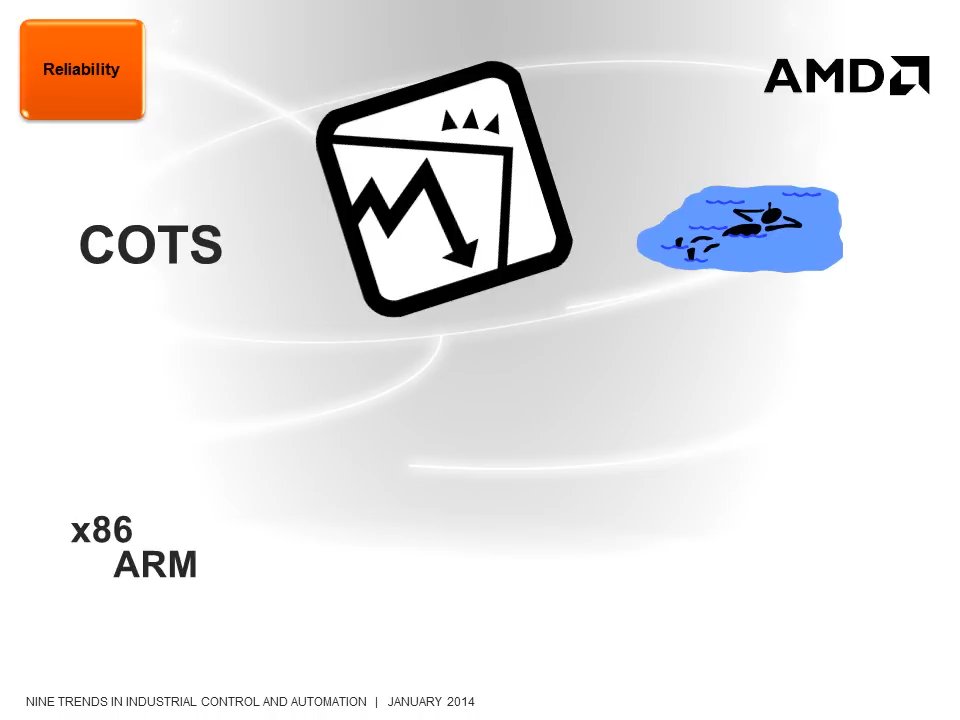 Reliability
AMD
COTS
x86
ARM
NINE TRENDS IN INDUSTRIAL CONTROL AND AUTOMATION | JANUARY 2014